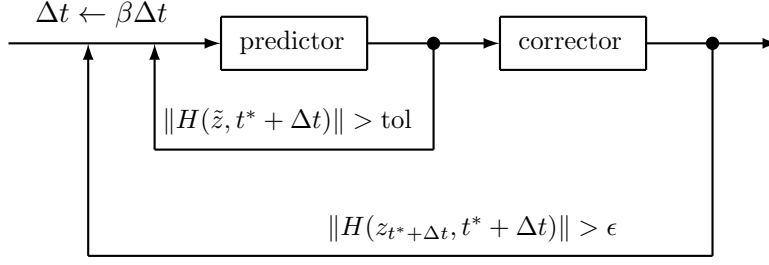 Δt ← βΔt
predictor
corrector
‖H(z̃, t* + Δt)‖ > tol
‖H(z_{t*+Δt}, t* + Δt)‖ > ϵ